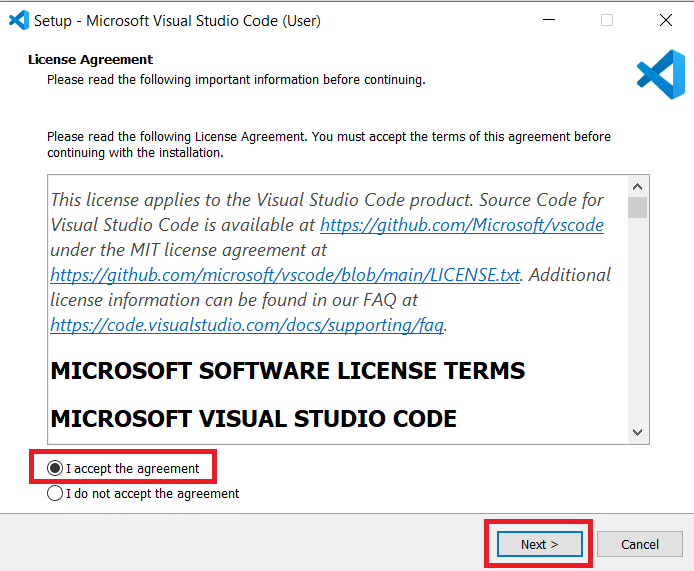 Setup - Microsoft Visual Studio Code (User)
License Agreement
Please read the following important information before continuing.
Please read the following License Agreement. You must accept the terms of this agreement before
continuing with the installation.
This license applies to the Visual Studio Code product. Source Code for
Visual Studio Code is available at https://github.com/Microsoft/vscode
under the MIT license agreement at
https://github.com/microsoft/vscode/blob/main/LICENSE.txt. Additional
license information can be found in our FAQ at
https://code.visualstudio.com/docs/supporting/faq.
MICROSOFT SOFTWARE LICENSE TERMS
MICROSOFT VISUAL STUDIO CODE
I accept the agreement
I do not accept the agreement
Next > Cancel